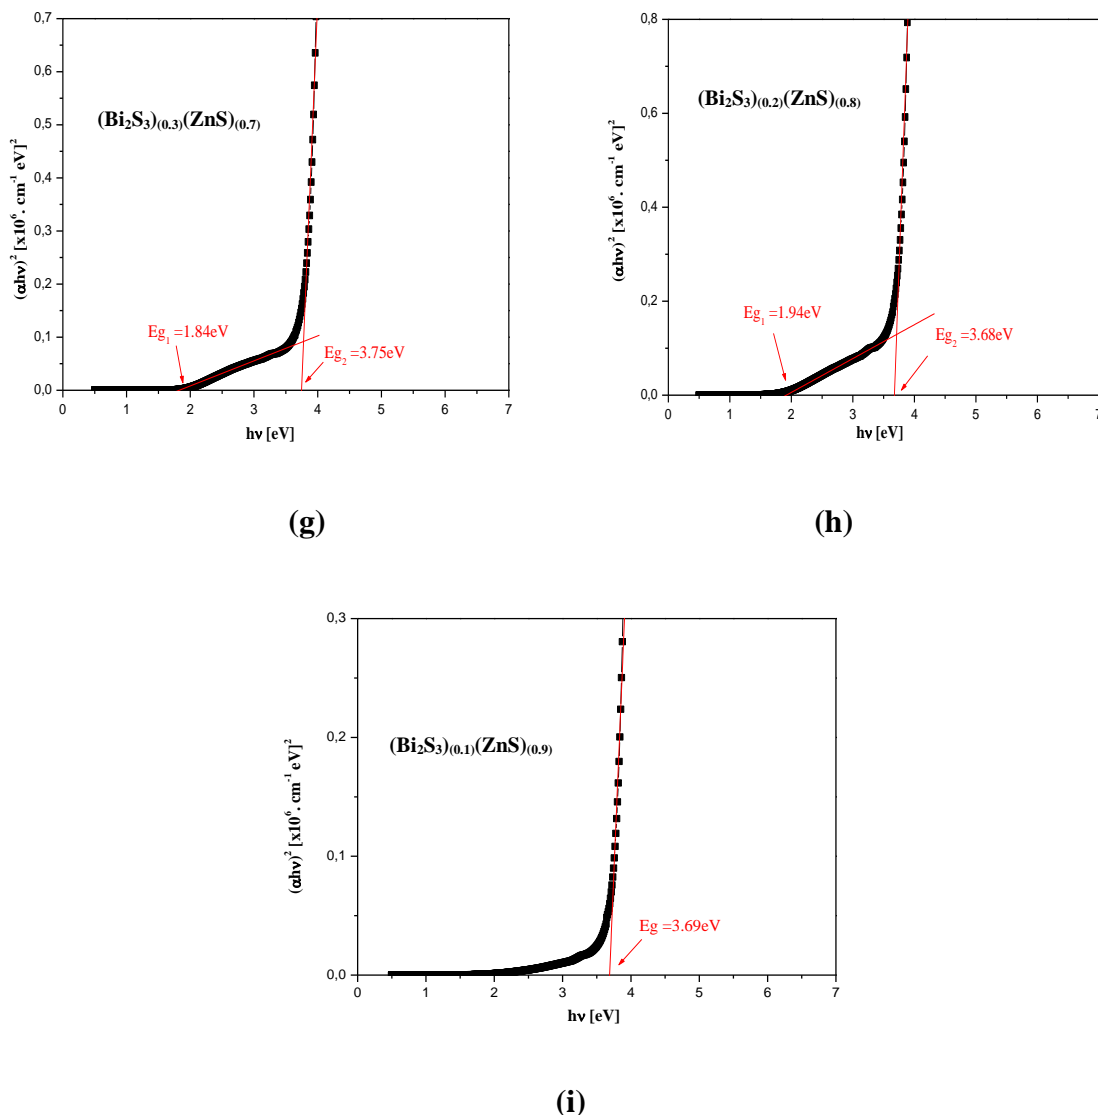 0,7
0,6
0,5
0,4
0,3
0,2
0,1
0,0
(αhν)² [x10⁶. cm⁻¹ eV]²
(Bi₂S₃)₍₀.₃₎(ZnS)₍₀.₇₎
Eg₁ =1.84eV
Eg₂ =3.75eV
0 1 2 3 4 5 6 7
hν [eV]
(g)
0,8
0,6
0,4
0,2
0,0
(αhν)² [x10⁶. cm⁻¹ eV]²
(Bi₂S₃)₍₀.₂₎(ZnS)₍₀.₈₎
Eg₁ =1.94eV
Eg₂ =3.68eV
0 1 2 3 4 5 6 7
hν [eV]
(h)
0,3
0,2
0,1
0,0
(αhν)² [x10⁶. cm⁻¹ eV]²
(Bi₂S₃)₍₀.₁₎(ZnS)₍₀.₉₎
Eg =3.69eV
0 1 2 3 4 5 6 7
hν [eV]
(i)